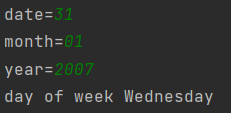 date=31
month=01
year=2007
day of week Wednesday